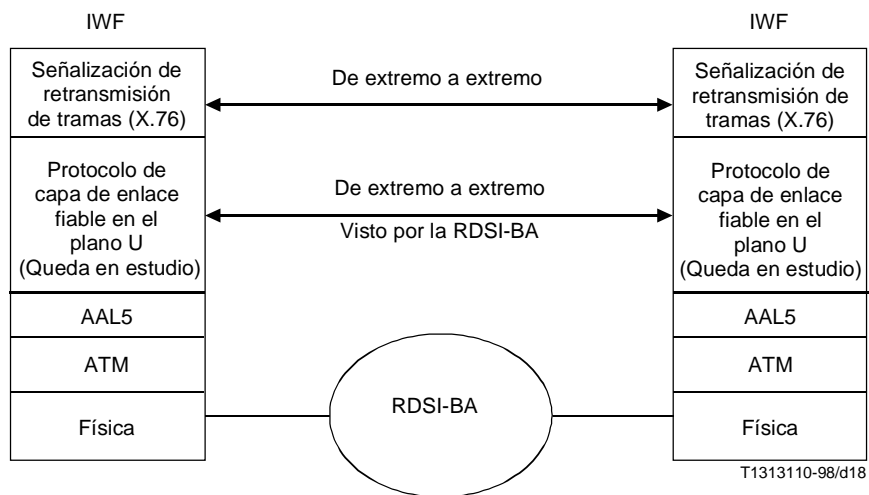 IWF
Señalización de
retransmisión
de tramas (X.76)
Protocolo de
capa de enlace
fiable en el
plano U
(Queda en estudio)
AAL5
ATM
Física
De extremo a extremo
De extremo a extremo
Visto por la RDSI-BA
RDSI-BA
IWF
Señalización de
retransmisión de
tramas (X.76)
Protocolo de
capa de enlace
fiable en el
plano U
(Queda en estudio)
AAL5
ATM
Física
T1313110-98/d18